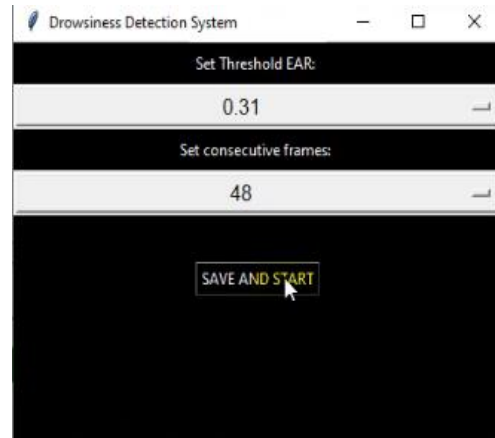 Drowsiness Detection System
Set Threshold EAR:
0.31
Set consecutive frames:
48
SAVE AND START